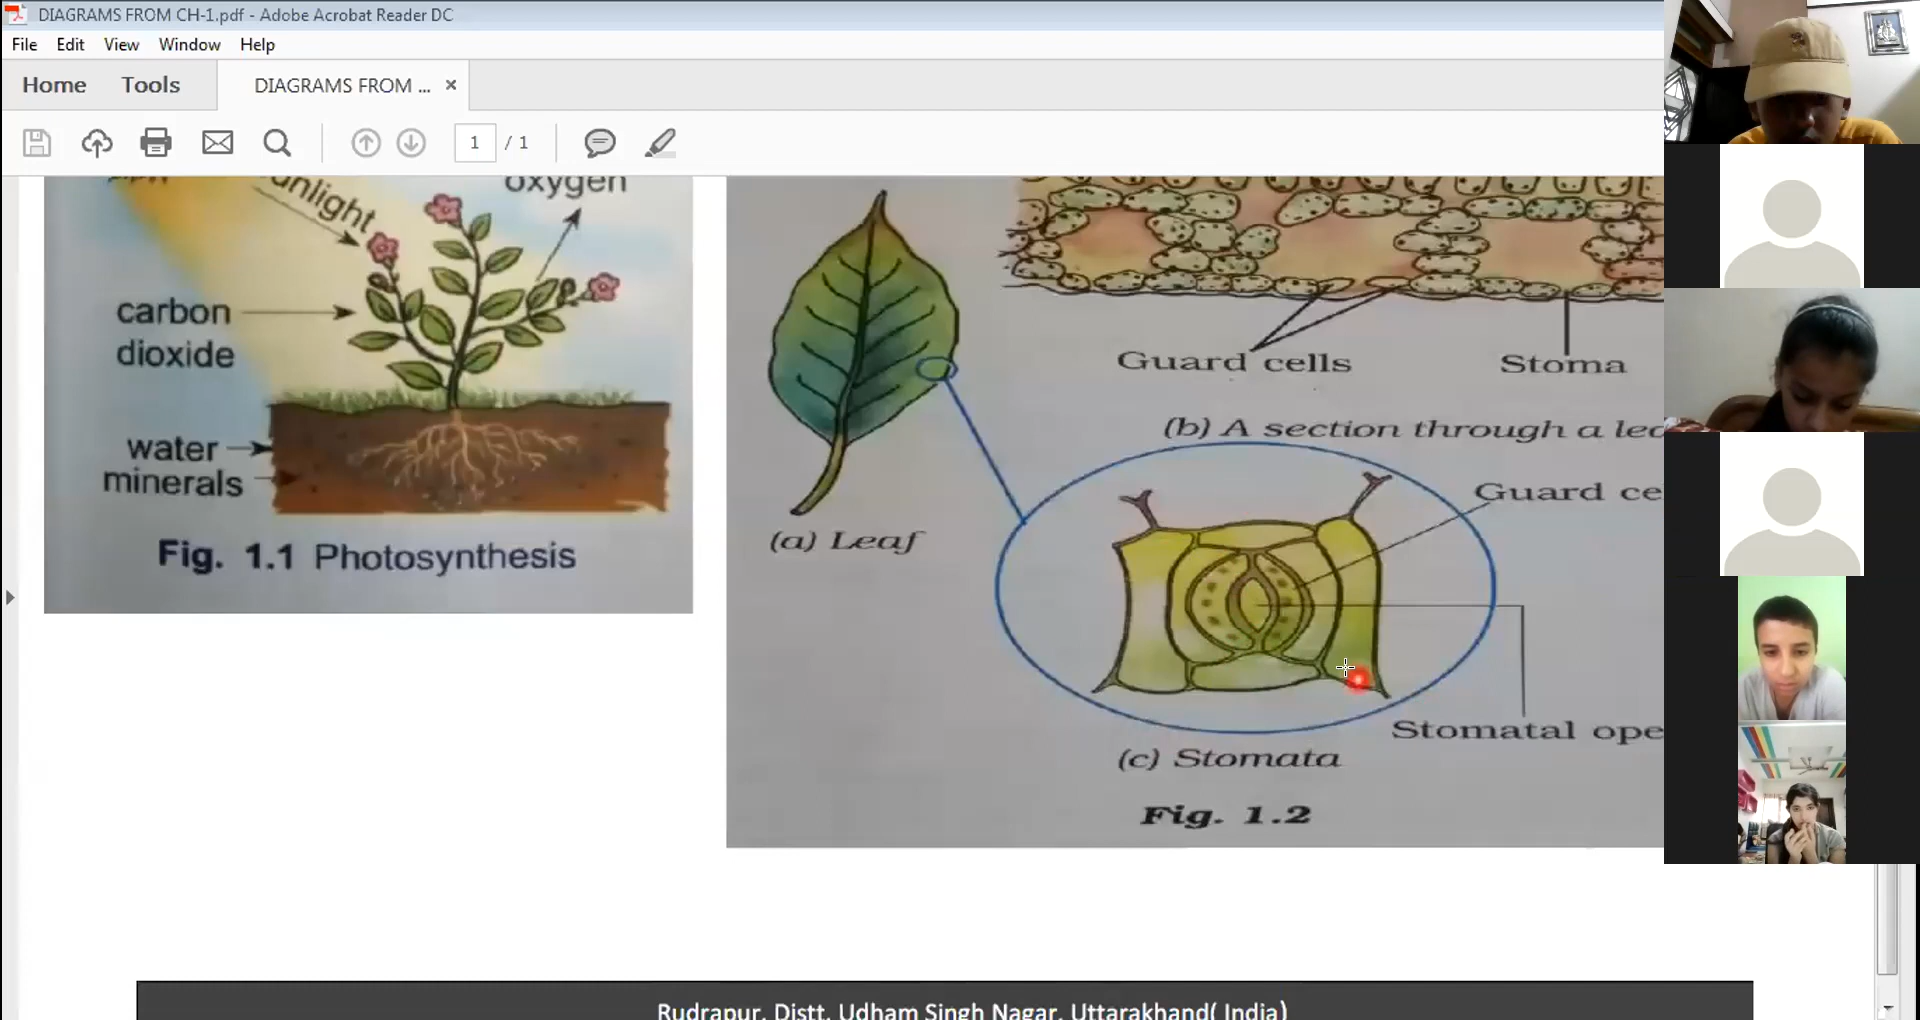 DIAGRAMS FROM CH-1.pdf - Adobe Acrobat Reader DC
File Edit View Window Help
Home Tools DIAGRAMS FROM ... ×
1 / 1
unlight
oxygen
carbon
dioxide
water
minerals
Fig. 1.1 Photosynthesis
Guard cells
Stoma
(b) A section through a lea
Guard ce
(a) Leaf
Stomatal ope
(c) Stomata
Fig. 1.2
Rudrapur, Distt. Udham Singh Nagar, Uttarakhand( India)